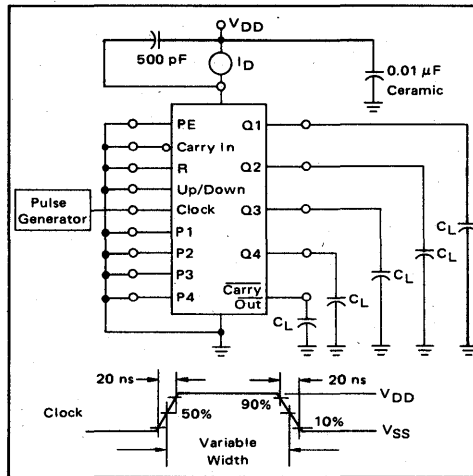 VDD
500 pF
ID
0.01 μF
Ceramic
PE
Q1
Carry In
R
Q2
Up/Down
Pulse
Generator
Clock
Q3
P1
P2
Q4
P3
P4
Carry
Out
CL
CL
CL
CL
CL
20 ns
20 ns
Clock
50%
90%
VDD
10%
VSS
Variable
Width